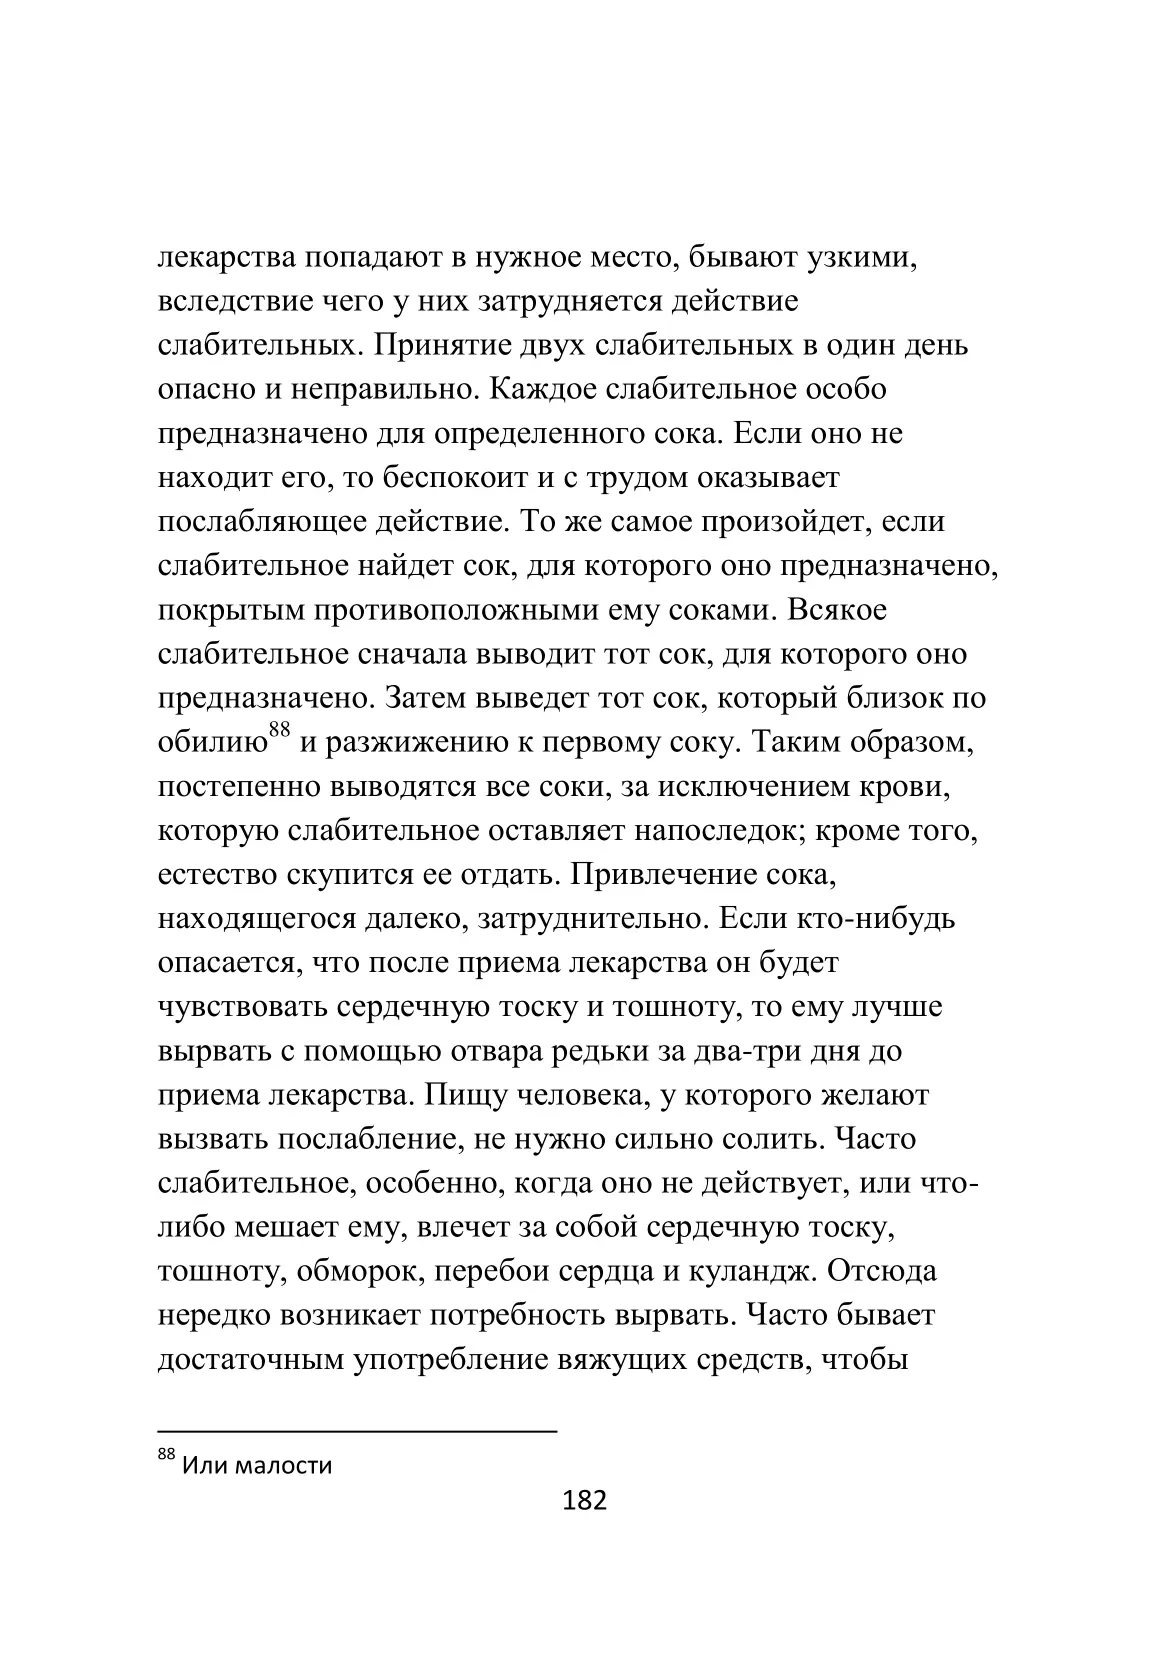 лекарства попадают в нужное место, бывают узкими,
вследствие чего у них затрудняется действие
слабительных. Принятие двух слабительных в один день
опасно и неправильно. Каждое слабительное особо
предназначено для определенного сока. Если оно не
находит его, то беспокоит и с трудом оказывает
послабляющее действие. То же самое произойдет, если
слабительное найдет сок, для которого оно предназначено,
покрытым противоположными ему соками. Всякое
слабительное сначала выводит тот сок, для которого оно
предназначено. Затем выведет тот сок, который близок по
обилию88 и разжижению к первому соку. Таким образом,
постепенно выводятся все соки, за исключением крови,
которую слабительное оставляет напоследок; кроме того,
естество скупится ее отдать. Привлечение сока,
находящегося далеко, затруднительно. Если кто-нибудь
опасается, что после приема лекарства он будет
чувствовать сердечную тоску и тошноту, то ему лучше
вырвать с помощью отвара редьки за два-три дня до
приема лекарства. Пищу человека, у которого желают
вызвать послабление, не нужно сильно солить. Часто
слабительное, особенно, когда оно не действует, или что-
либо мешает ему, влечет за собой сердечную тоску,
тошноту, обморок, перебои сердца и куландж. Отсюда
нередко возникает потребность вырвать. Часто бывает
достаточным употребление вяжущих средств, чтобы
88 Или малости
182